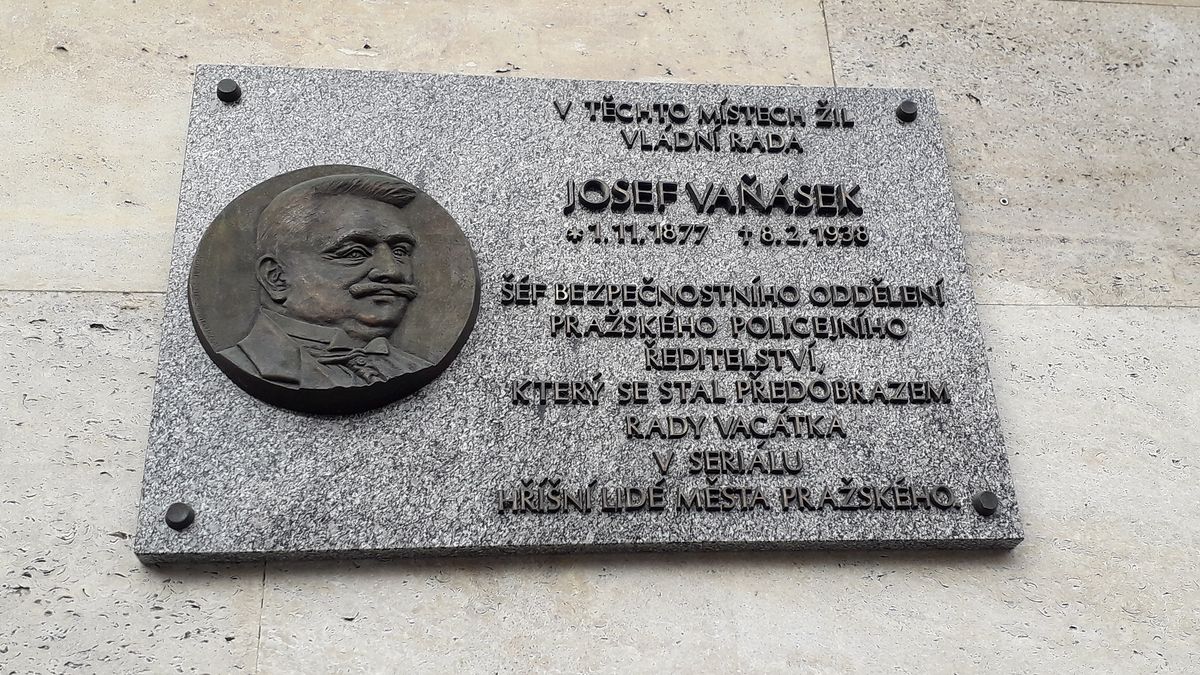 V TĚCHTO MÍSTECH ŽIL
VLÁDNÍ RADA
JOSEF VAŇÁSEK
* 1. 11. 1877 † 8. 2. 1938
ŠÉF BEZPEČNOSTNÍHO ODDĚLENÍ
PRAŽSKÉHO POLICEJNÍHO
ŘEDITELSTVÍ,
KTERÝ SE STAL PŘEDOBRAZEM
RADY VACÁTKA
V SERIÁLU
HŘÍŠNÍ LIDÉ MĚSTA PRAŽSKÉHO.